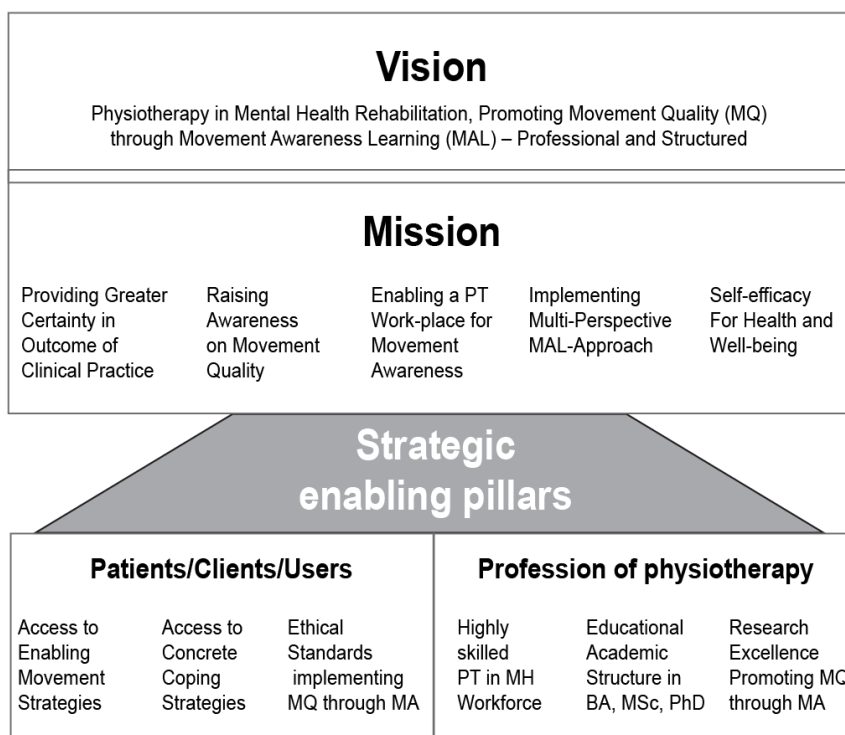 Vision
Physiotherapy in Mental Health Rehabilitation, Promoting Movement Quality (MQ)
through Movement Awareness Learning (MAL) – Professional and Structured
Mission
Providing Greater
Certainty in
Outcome of
Clinical Practice
Raising
Awareness
on Movement
Quality
Enabling a PT
Work-place for
Movement
Awareness
Implementing
Multi-Perspective
MAL-Approach
Self-efficacy
For Health and
Well-being
Strategic
enabling pillars
Patients/Clients/Users
Access to
Enabling
Movement
Strategies
Access to
Concrete
Coping
Strategies
Ethical
Standards
implementing
MQ through MA
Profession of physiotherapy
Highly
skilled
PT in MH
Workforce
Educational
Academic
Structure in
BA, MSc, PhD
Research
Excellence
Promoting MQ
through MA